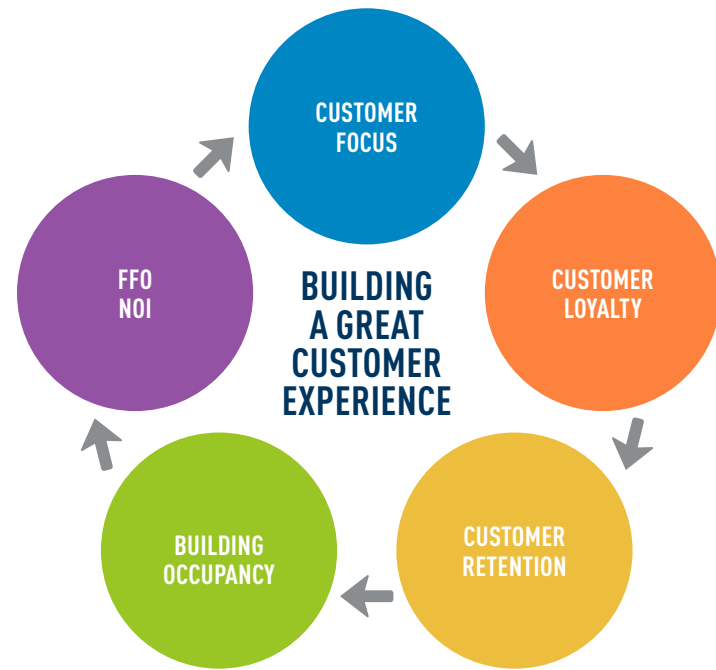 CUSTOMER
FOCUS
CUSTOMER
LOYALTY
CUSTOMER
RETENTION
BUILDING
OCCUPANCY
FFO
NOI
BUILDING
A GREAT
CUSTOMER
EXPERIENCE